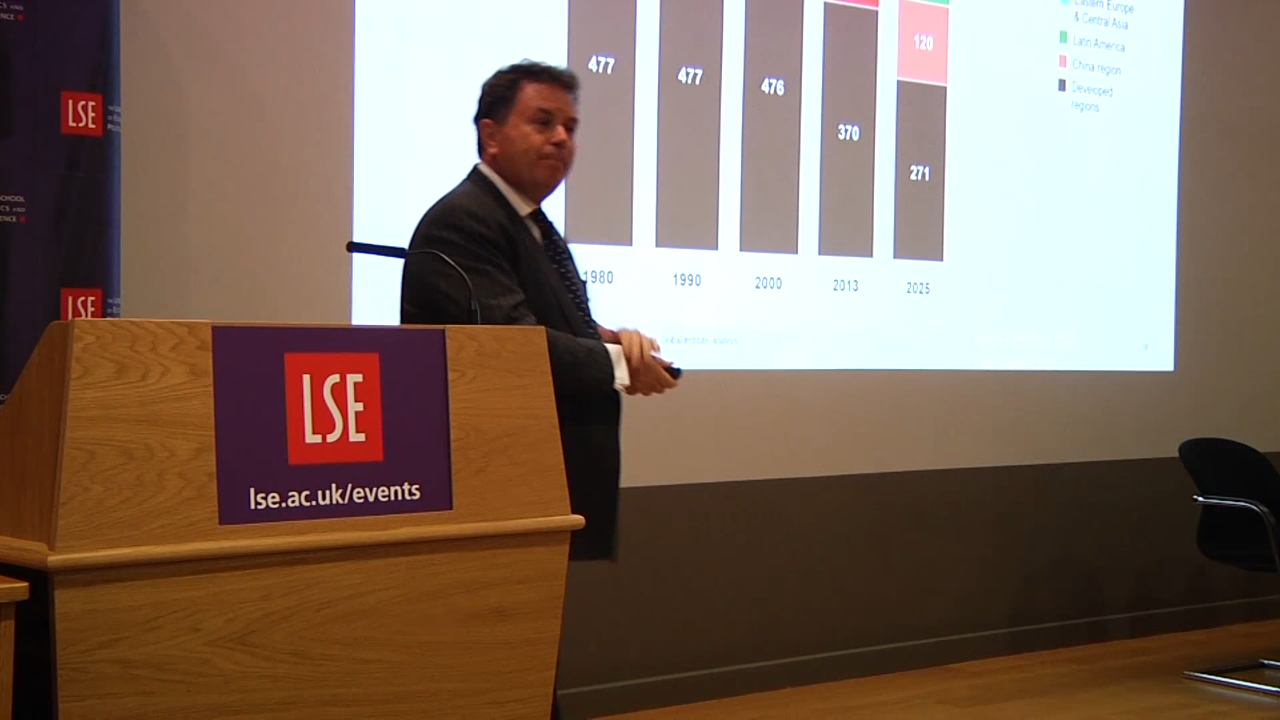 LSE
LSE
SCHOOL
477
477
476
370
120
271
1980
1990
2000
2013
2025
Eastern Europe
& Central Asia
Latin America
China region
Developed
regions
LSE
lse.ac.uk/events